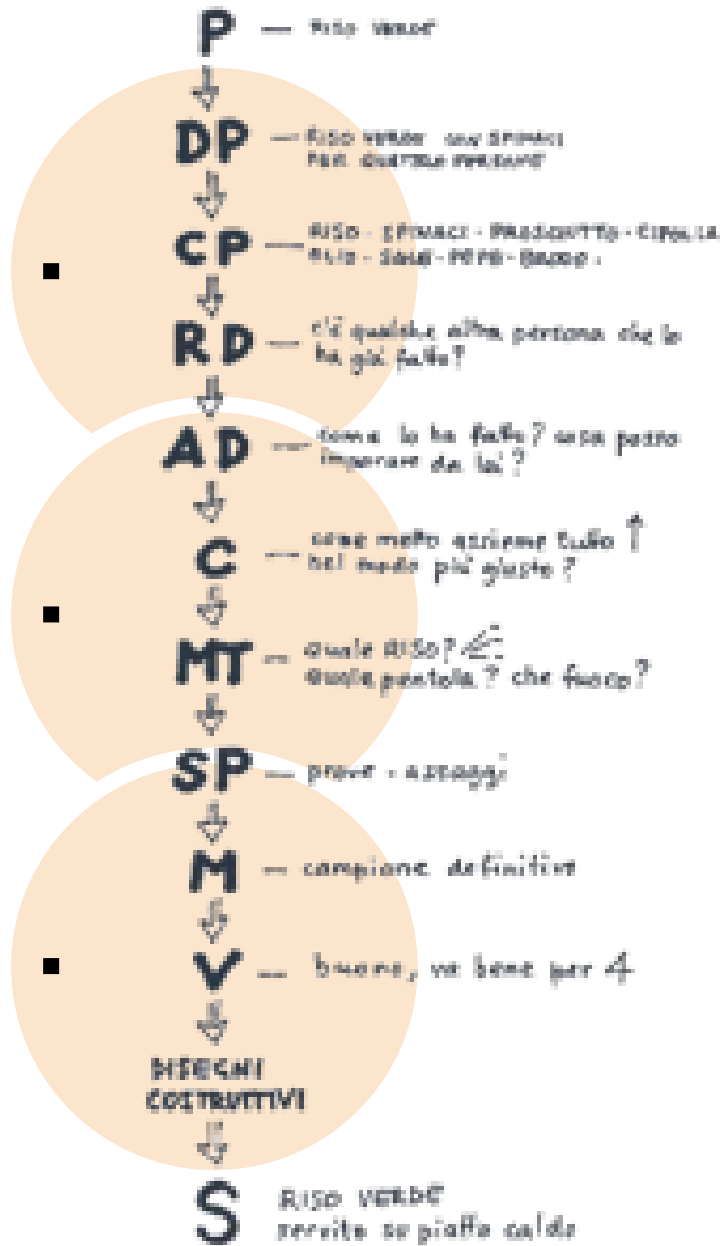 P — RISO VERDE
DP — RISO VERDE CON SPINACI
PER QUATTRO PERSONE
CP — RISO - SPINACI - PROSCIUTTO - CIPOLLA
OLIO - SALE - PEPE - BRODO.
RD — c'è qualche altra persona che lo
ha già fatto?
AD — come lo ha fatto? cosa posso
imparare da lui?
C — come metto assieme tutto ↑
nel modo più giusto?
MT — quale RISO?
quale pentola? che fuoco?
SP — prove - assaggi
M — campione definitivo
V — buono, va bene per 4
DISEGNI
COSTRUTTIVI
S RISO VERDE
servito su piatto caldo